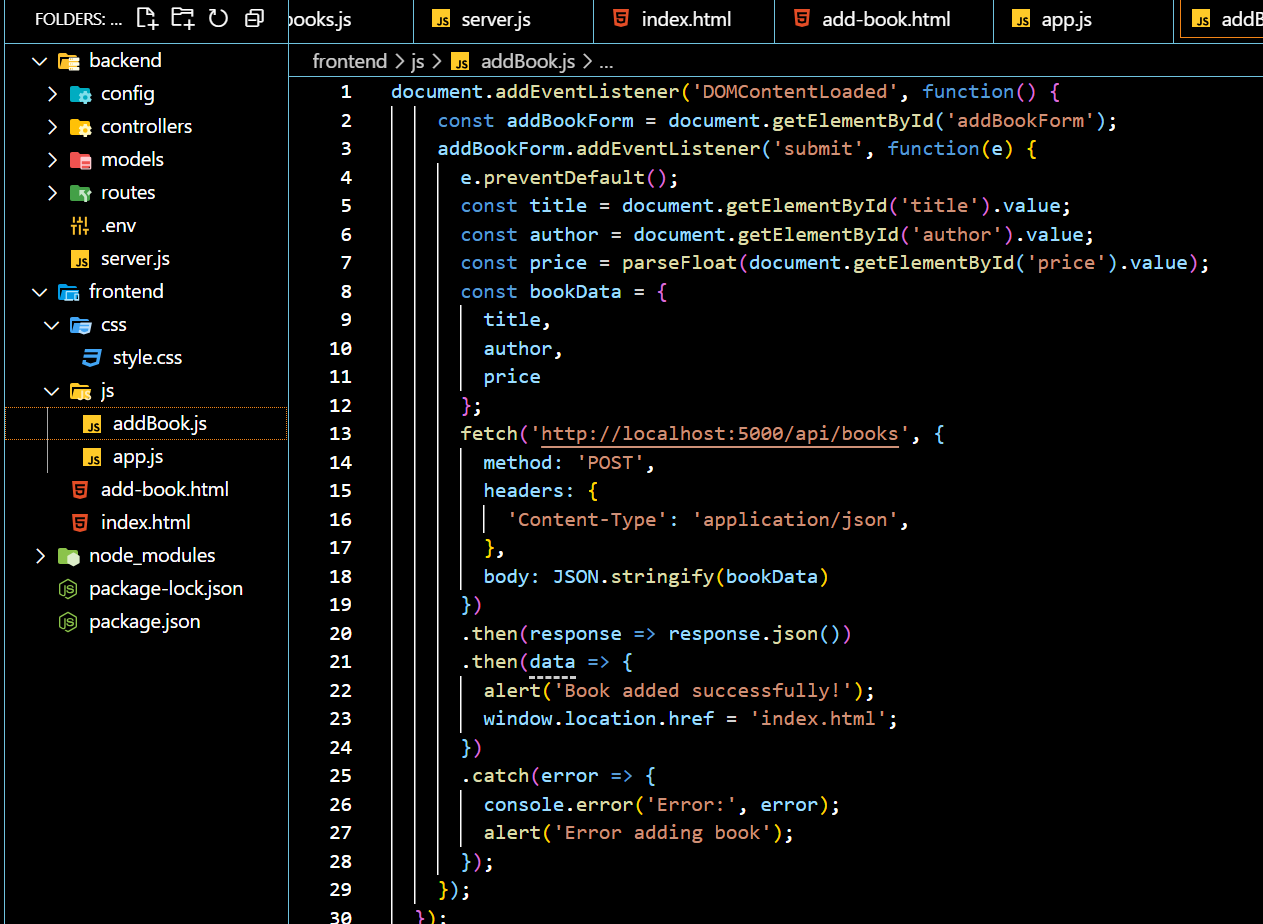 FOLDERS: ...
backend
config
controllers
models
routes
.env
server.js
frontend
css
style.css
js
addBook.js
app.js
add-book.html
index.html
node_modules
package-lock.json
package.json
books.js
server.js
index.html
add-book.html
app.js
addB
frontend > js > JS addBook.js > ...
1 document.addEventListener('DOMContentLoaded', function() {
2 const addBookForm = document.getElementById('addBookForm');
3 addBookForm.addEventListener('submit', function(e) {
4 e.preventDefault();
5 const title = document.getElementById('title').value;
6 const author = document.getElementById('author').value;
7 const price = parseFloat(document.getElementById('price').value);
8 const bookData = {
9 title,
10 author,
11 price
12 };
13 fetch('http://localhost:5000/api/books', {
14 method: 'POST',
15 headers: {
16 'Content-Type': 'application/json',
17 },
18 body: JSON.stringify(bookData)
19 })
20 .then(response => response.json())
21 .then(data => {
22 alert('Book added successfully!');
23 window.location.href = 'index.html';
24 })
25 .catch(error => {
26 console.error('Error:', error);
27 alert('Error adding book');
28 });
29 });
30 });